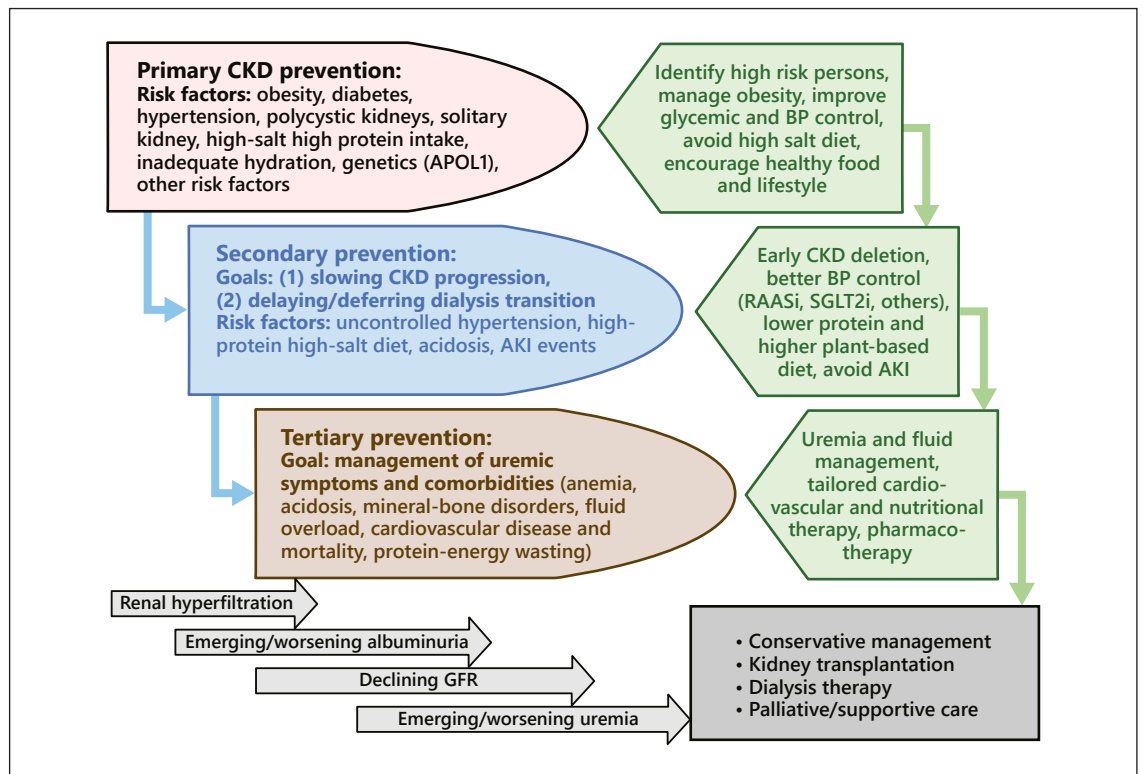 Primary CKD prevention:
Risk factors: obesity, diabetes,
hypertension, polycystic kidneys, solitary
kidney, high-salt high protein intake,
inadequate hydration, genetics (APOL1),
other risk factors
Identify high risk persons,
manage obesity, improve
glycemic and BP control,
avoid high salt diet,
encourage healthy food
and lifestyle
Secondary prevention:
Goals: (1) slowing CKD progression,
(2) delaying/deferring dialysis transition
Risk factors: uncontrolled hypertension, high-
protein high-salt diet, acidosis, AKI events
Early CKD deletion,
better BP control
(RAASi, SGLT2i, others),
lower protein and
higher plant-based
diet, avoid AKI
Tertiary prevention:
Goal: management of uremic
symptoms and comorbidities (anemia,
acidosis, mineral-bone disorders, fluid
overload, cardiovascular disease and
mortality, protein-energy wasting)
Uremia and fluid
management,
tailored cardio-
vascular and nutritional
therapy, pharmaco-
therapy
Renal hyperfiltration
Emerging/worsening albuminuria
Declining GFR
Emerging/worsening uremia
• Conservative management
• Kidney transplantation
• Dialysis therapy
• Palliative/supportive care